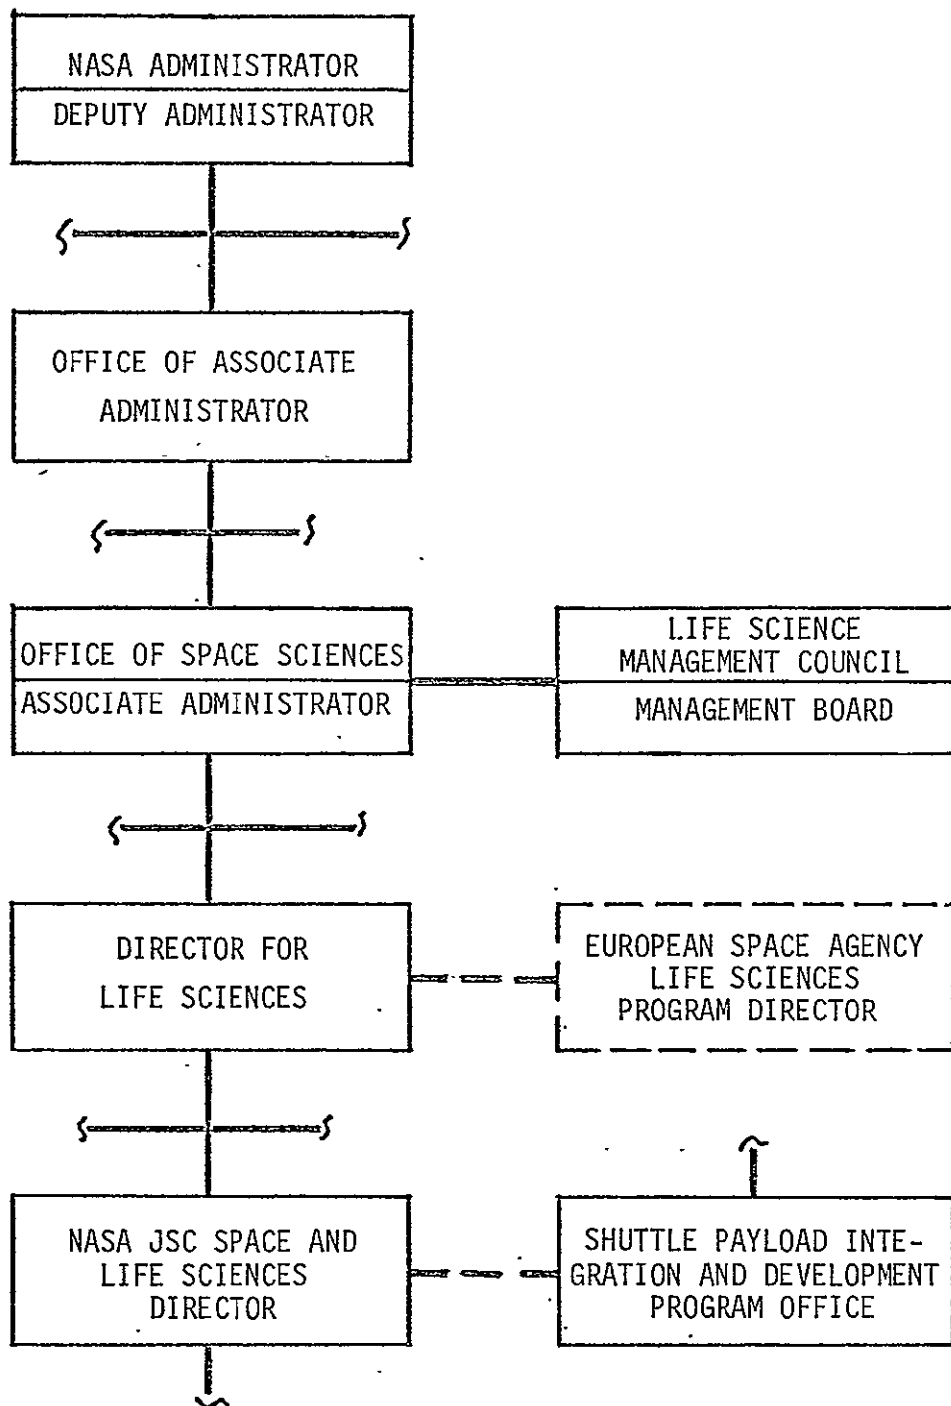 NASA ADMINISTRATOR
DEPUTY ADMINISTRATOR
OFFICE OF ASSOCIATE
ADMINISTRATOR
OFFICE OF SPACE SCIENCES
ASSOCIATE ADMINISTRATOR
LIFE SCIENCE
MANAGEMENT COUNCIL
MANAGEMENT BOARD
DIRECTOR FOR
LIFE SCIENCES
EUROPEAN SPACE AGENCY
LIFE SCIENCES
PROGRAM DIRECTOR
NASA JSC SPACE AND
LIFE SCIENCES
DIRECTOR
SHUTTLE PAYLOAD INTE-
GRATION AND DEVELOPMENT
PROGRAM OFFICE